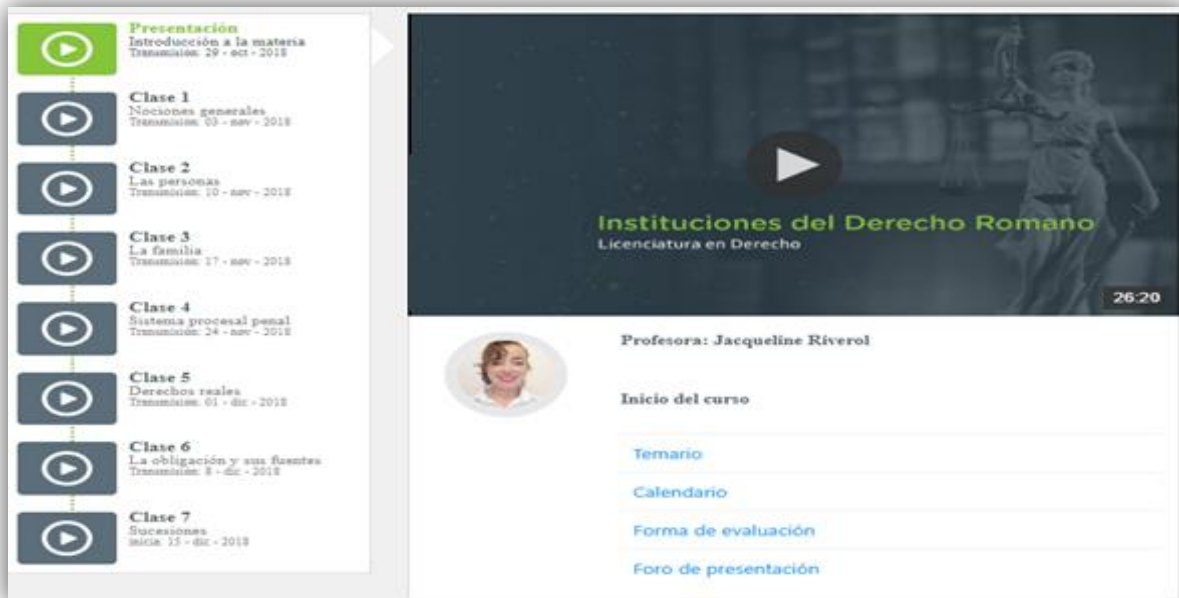 Presentación
Introducción a la materia
Transmisión: 29 - oct - 2018
Clase 1
Nociones generales
Transmisión: 03 - nov - 2018
Clase 2
Las personas
Transmisión: 10 - nov - 2018
Clase 3
La familia
Transmisión: 17 - nov - 2018
Clase 4
Sistema procesal penal
Transmisión: 24 - nov - 2018
Clase 5
Derechos reales
Transmisión: 01 - dic - 2018
Clase 6
La obligación y sus fuentes
Transmisión: 8 - dic - 2018
Clase 7
Sucesiones
inicia: 15 - dic - 2018
Instituciones del Derecho Romano
Licenciatura en Derecho
26:20
Profesora: Jacqueline Riverol
Inicio del curso
Temario
Calendario
Forma de evaluación
Foro de presentación